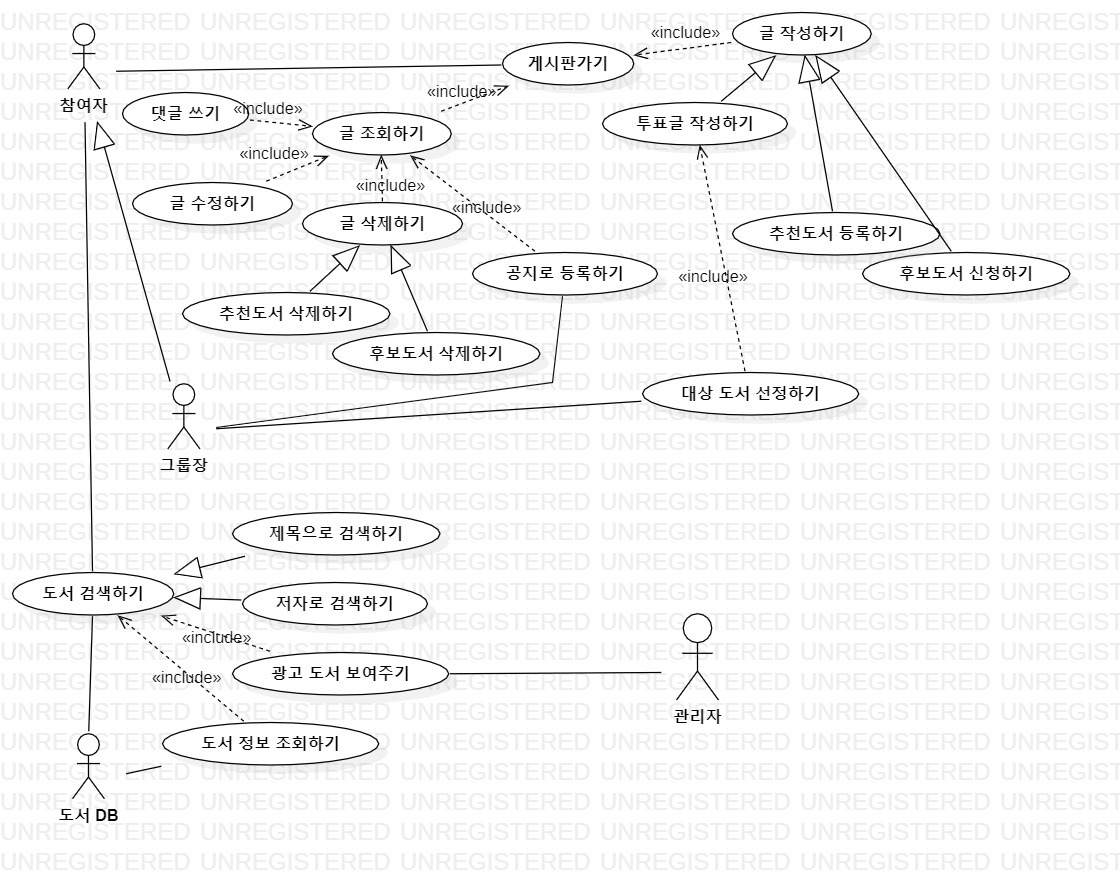 글 작성하기
«include»
게시판가기
«include»
참여자
댓글 쓰기
«include»
글 조회하기
투표글 작성하기
«include»
글 수정하기
«include»
글 삭제하기
«include»
추천도서 등록하기
공지로 등록하기
«include»
후보도서 신청하기
추천도서 삭제하기
후보도서 삭제하기
대상 도서 선정하기
그룹장
제목으로 검색하기
도서 검색하기
저자로 검색하기
«include»
광고 도서 보여주기
«include»
관리자
도서 정보 조회하기
도서 DB
UNREGISTERED